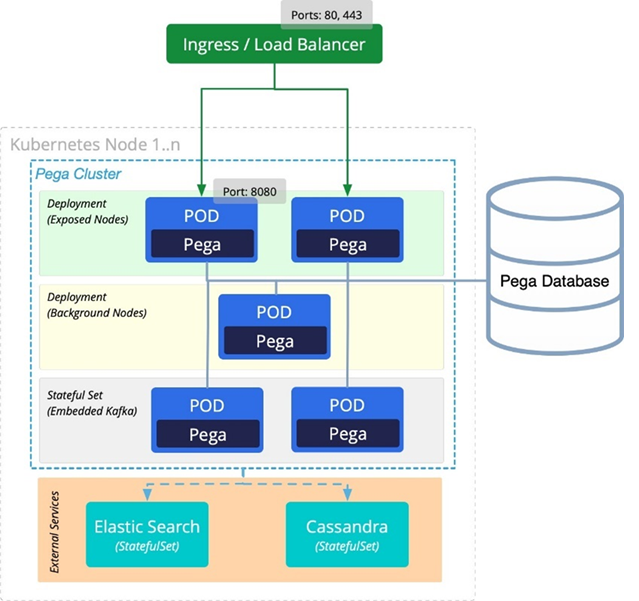 Ports: 80, 443
Ingress / Load Balancer
Kubernetes Node 1..n
Pega Cluster
Deployment
(Exposed Nodes)
Port: 8080
POD
Pega
POD
Pega
Pega Database
Deployment
(Background Nodes)
POD
Pega
Stateful Set
(Embedded Kafka)
POD
Pega
POD
Pega
External Services
Elastic Search
(StatefulSet)
Cassandra
(StatefulSet)